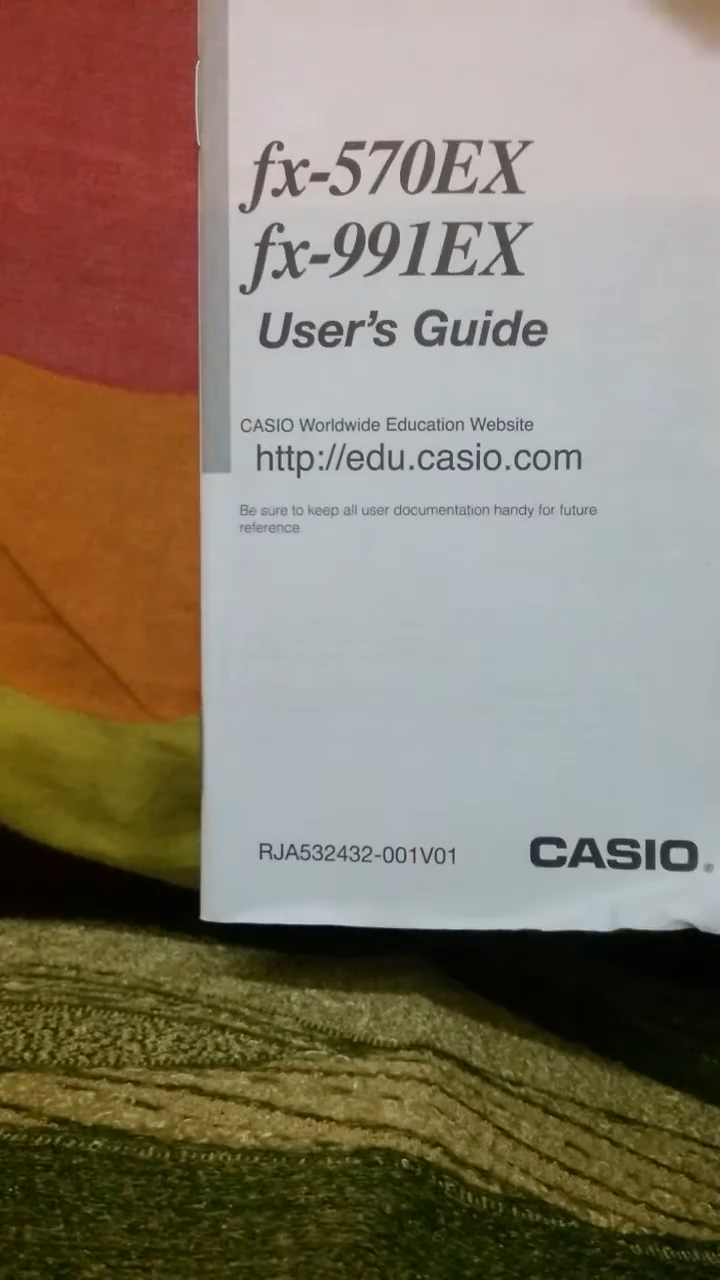 fx-570EX
fx-991EX
User's Guide
CASIO Worldwide Education Website
http://edu.casio.com
Be sure to keep all user documentation handy for future
reference.
RJA532432-001V01
CASIO®